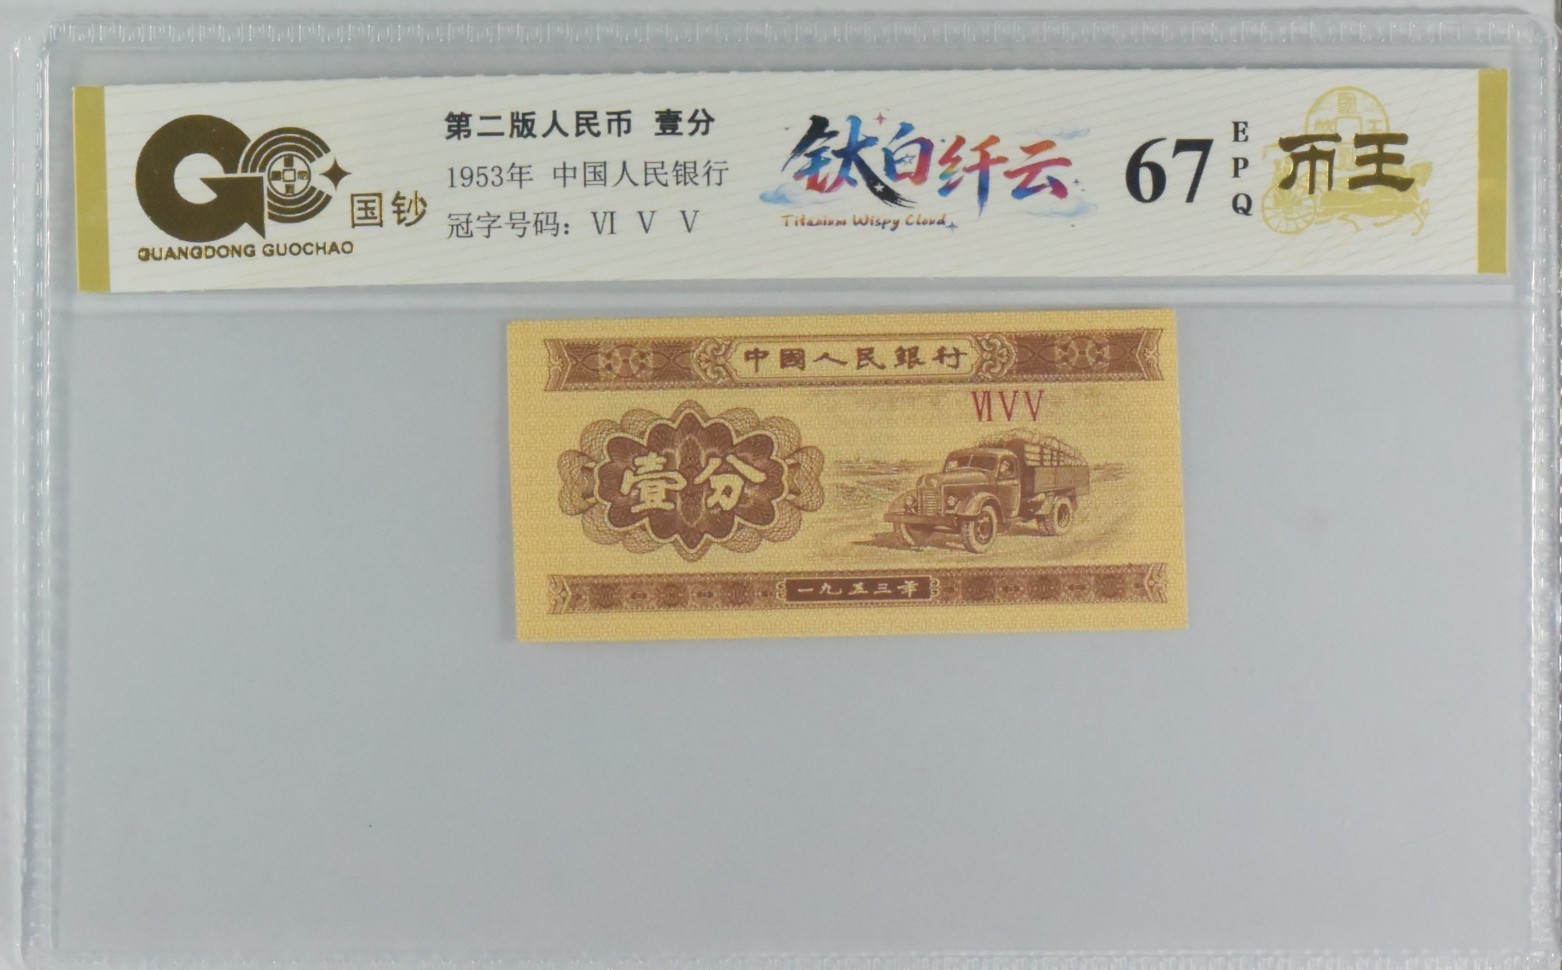 国钞
GUANGDONG GUOCHAO
第二版人民币 壹分
1953年 中国人民银行
冠字号码：Ⅵ Ⅴ Ⅴ
钛白纤云
Titanium Wispy Cloud
67
EPQ
币王
中國人民銀行
ⅥⅤⅤ
壹分
一九五三年